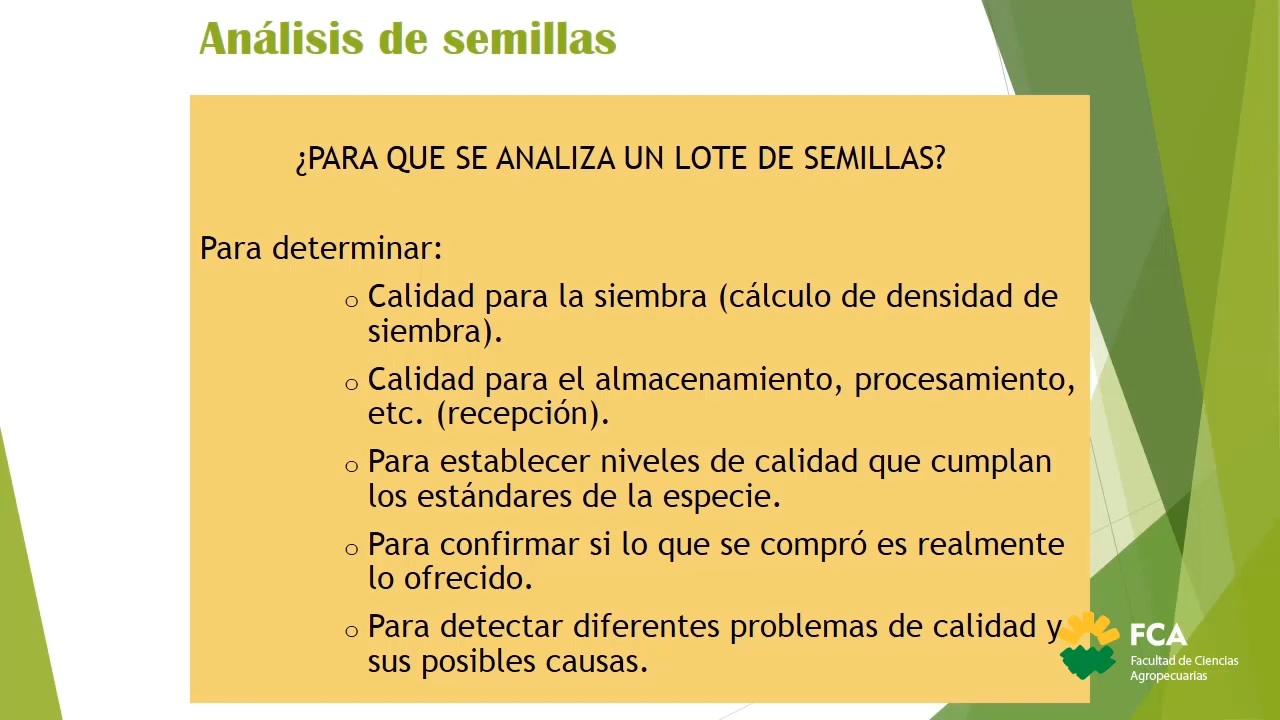 Análisis de semillas
¿PARA QUE SE ANALIZA UN LOTE DE SEMILLAS?
Para determinar:
o Calidad para la siembra (cálculo de densidad de
siembra).
o Calidad para el almacenamiento, procesamiento,
etc. (recepción).
o Para establecer niveles de calidad que cumplan
los estándares de la especie.
o Para confirmar si lo que se compró es realmente
lo ofrecido.
o Para detectar diferentes problemas de calidad y
sus posibles causas.
FCA
Facultad de Ciencias
Agropecuarias